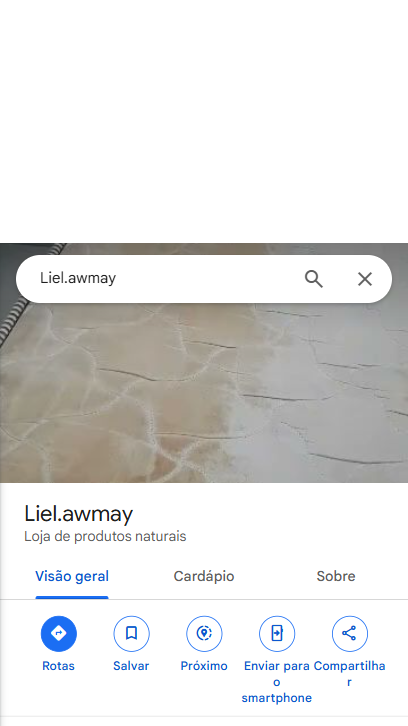 Liel.awmay
Liel.awmay
Loja de produtos naturais
Visão geral Cardápio Sobre
Rotas Salvar Próximo Enviar para o smartphone Compartilhar